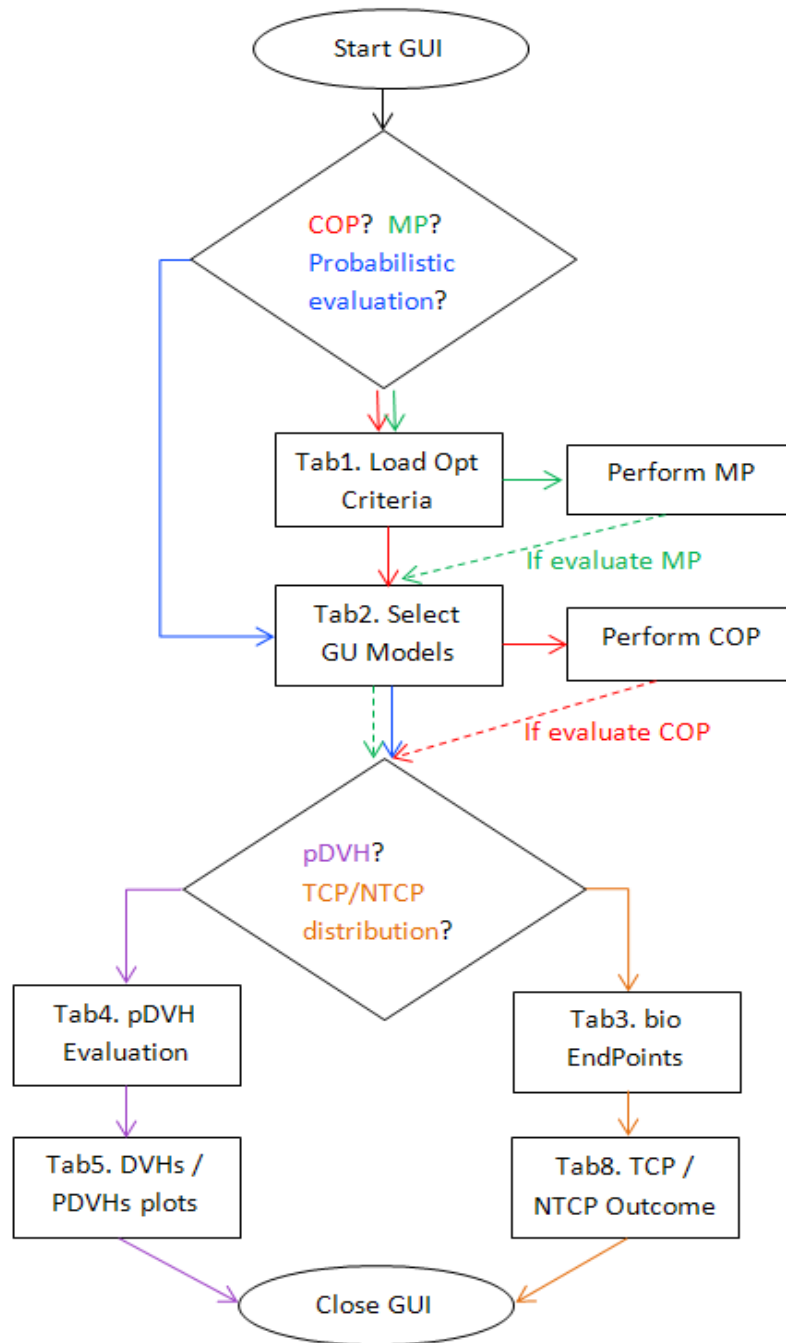 Start GUI
COP? MP?
Probabilistic
evaluation?
Tab1. Load Opt
Criteria
Perform MP
If evaluate MP
Tab2. Select
GU Models
Perform COP
If evaluate COP
pDVH?
TCP/NTCP
distribution?
Tab4. pDVH
Evaluation
Tab3. bio
EndPoints
Tab5. DVHs /
PDVHs plots
Tab8. TCP /
NTCP Outcome
Close GUI